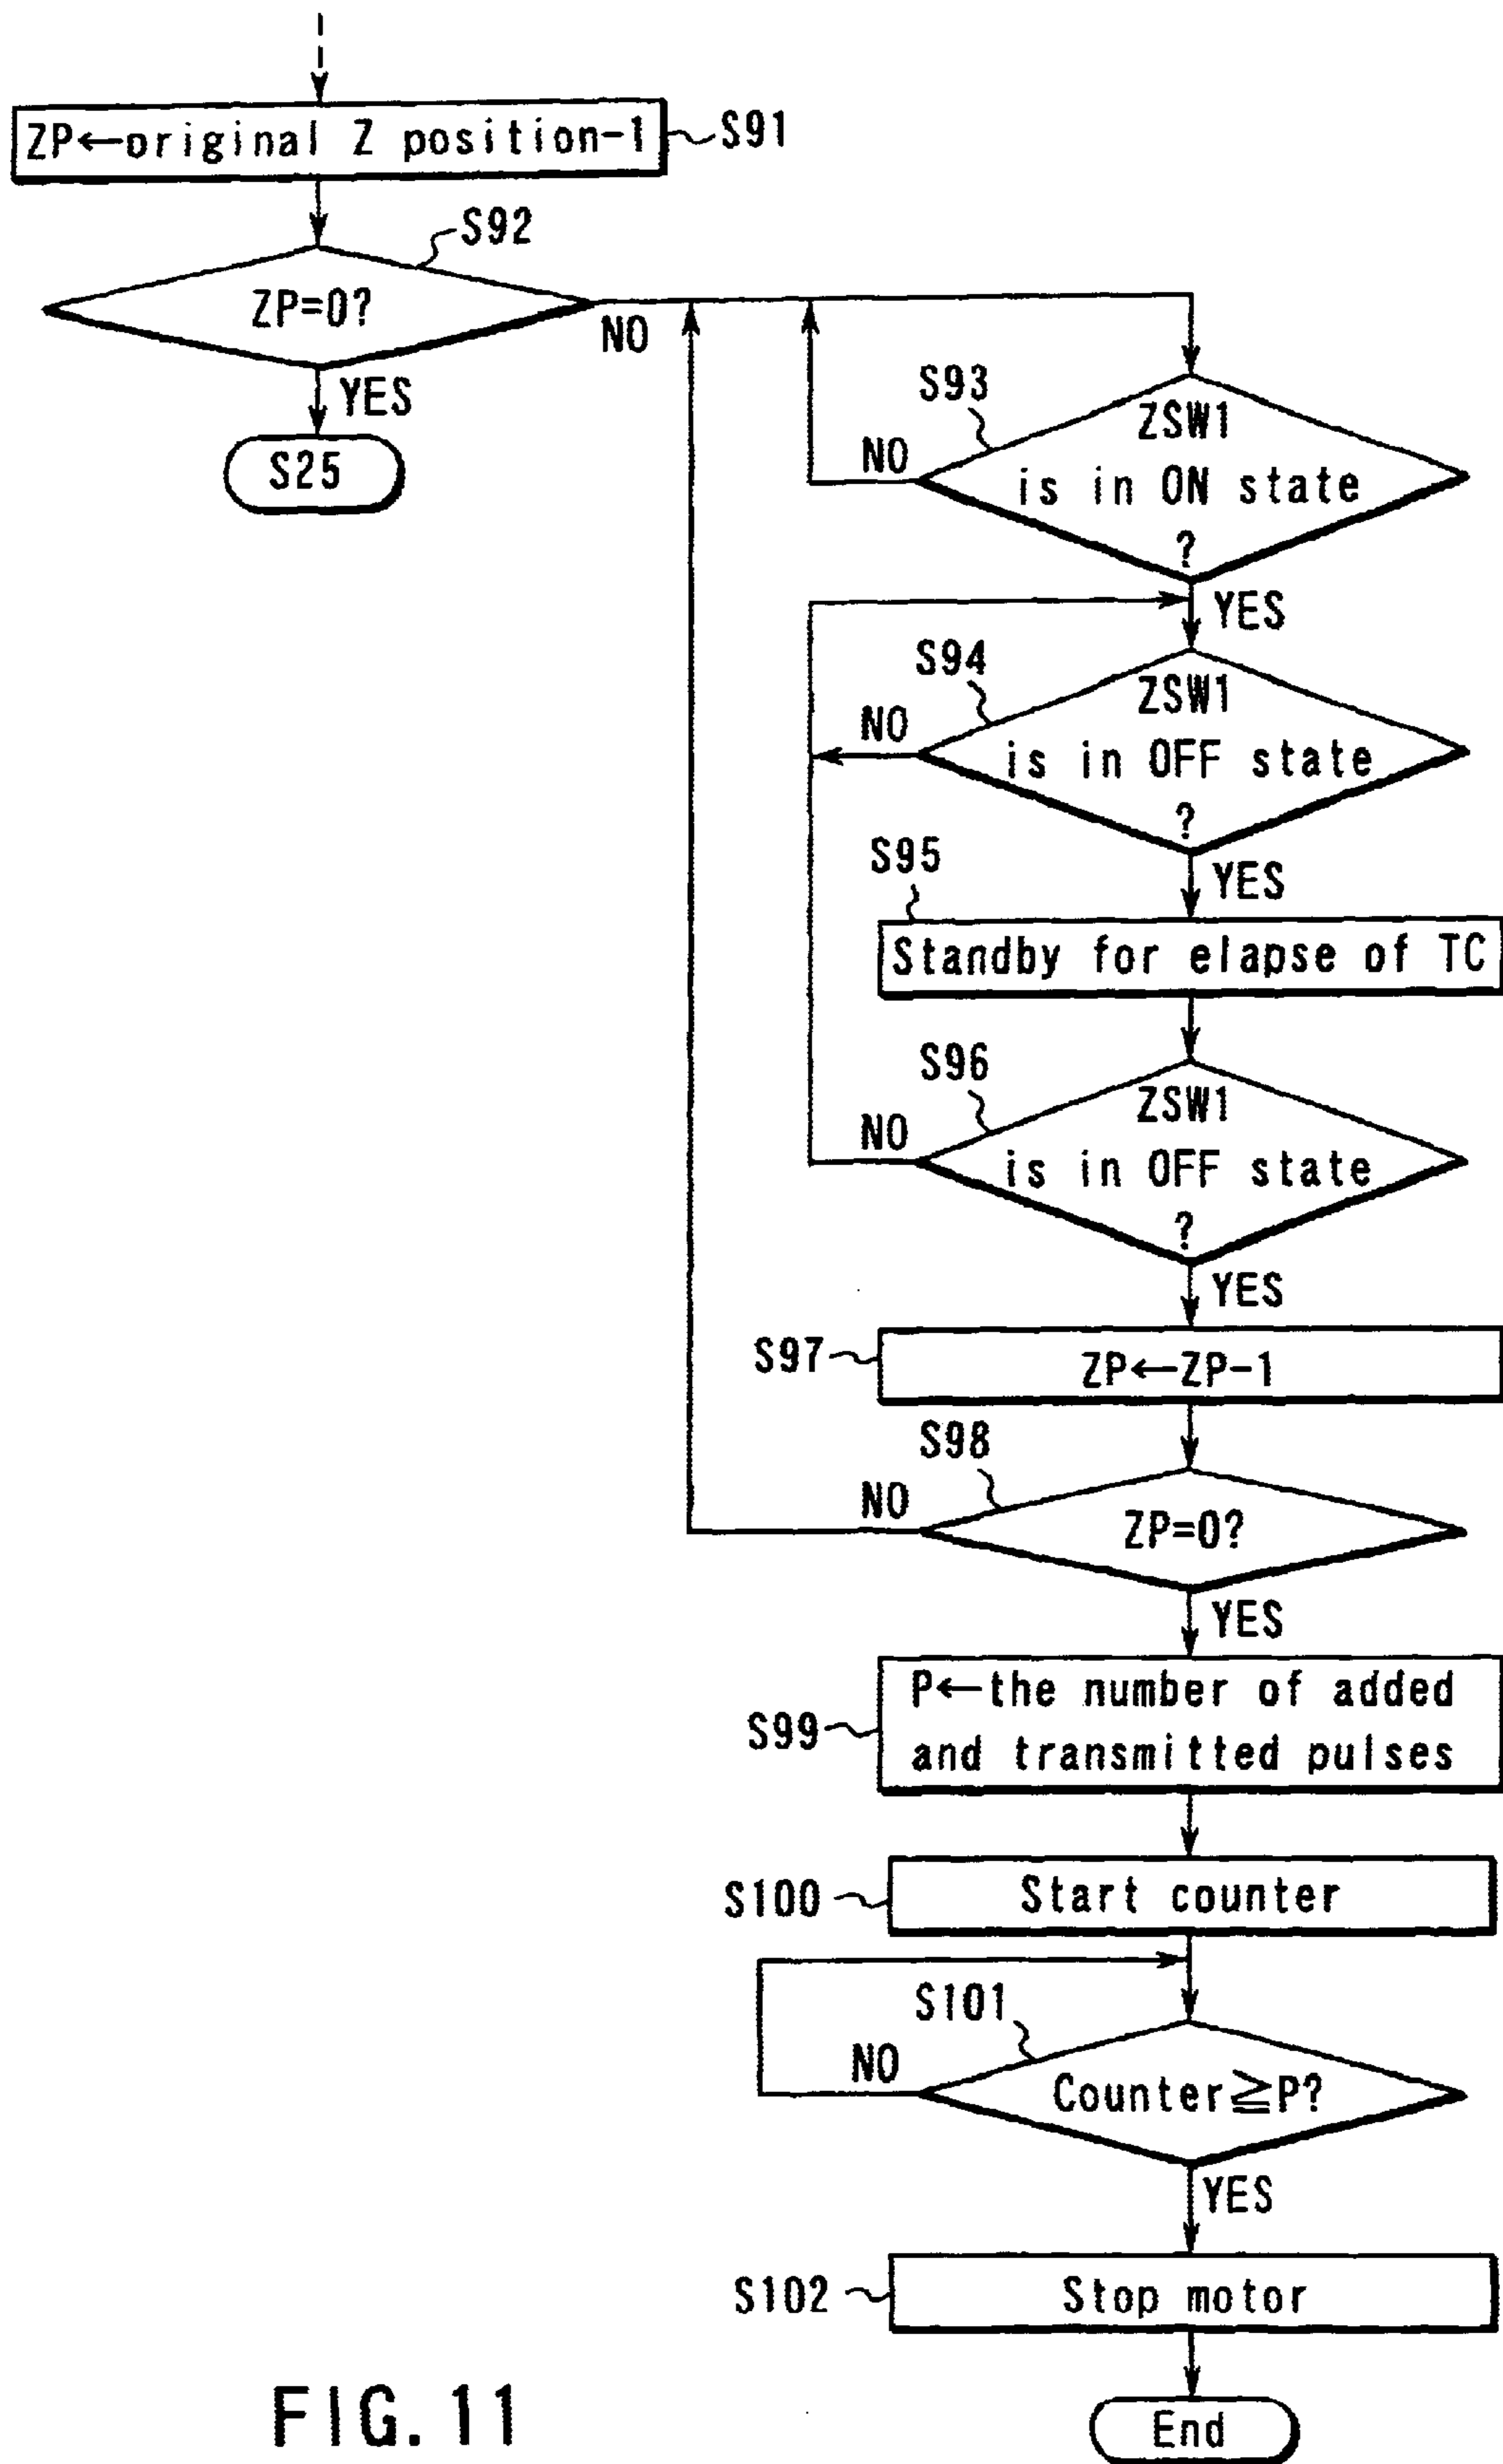 ZP←original Z position-1
S91
S92
ZP=0?
NO
YES
S25
S93
ZSW1
is in ON state
?
NO
YES
S94
ZSW1
is in OFF state
?
NO
YES
S95
Standby for elapse of TC
S96
ZSW1
is in OFF state
?
NO
YES
S97
ZP←ZP-1
S98
ZP=0?
NO
YES
S99
P←the number of added
and transmitted pulses
S100
Start counter
S101
Counter≧P?
NO
YES
S102
Stop motor
End
FIG. 11